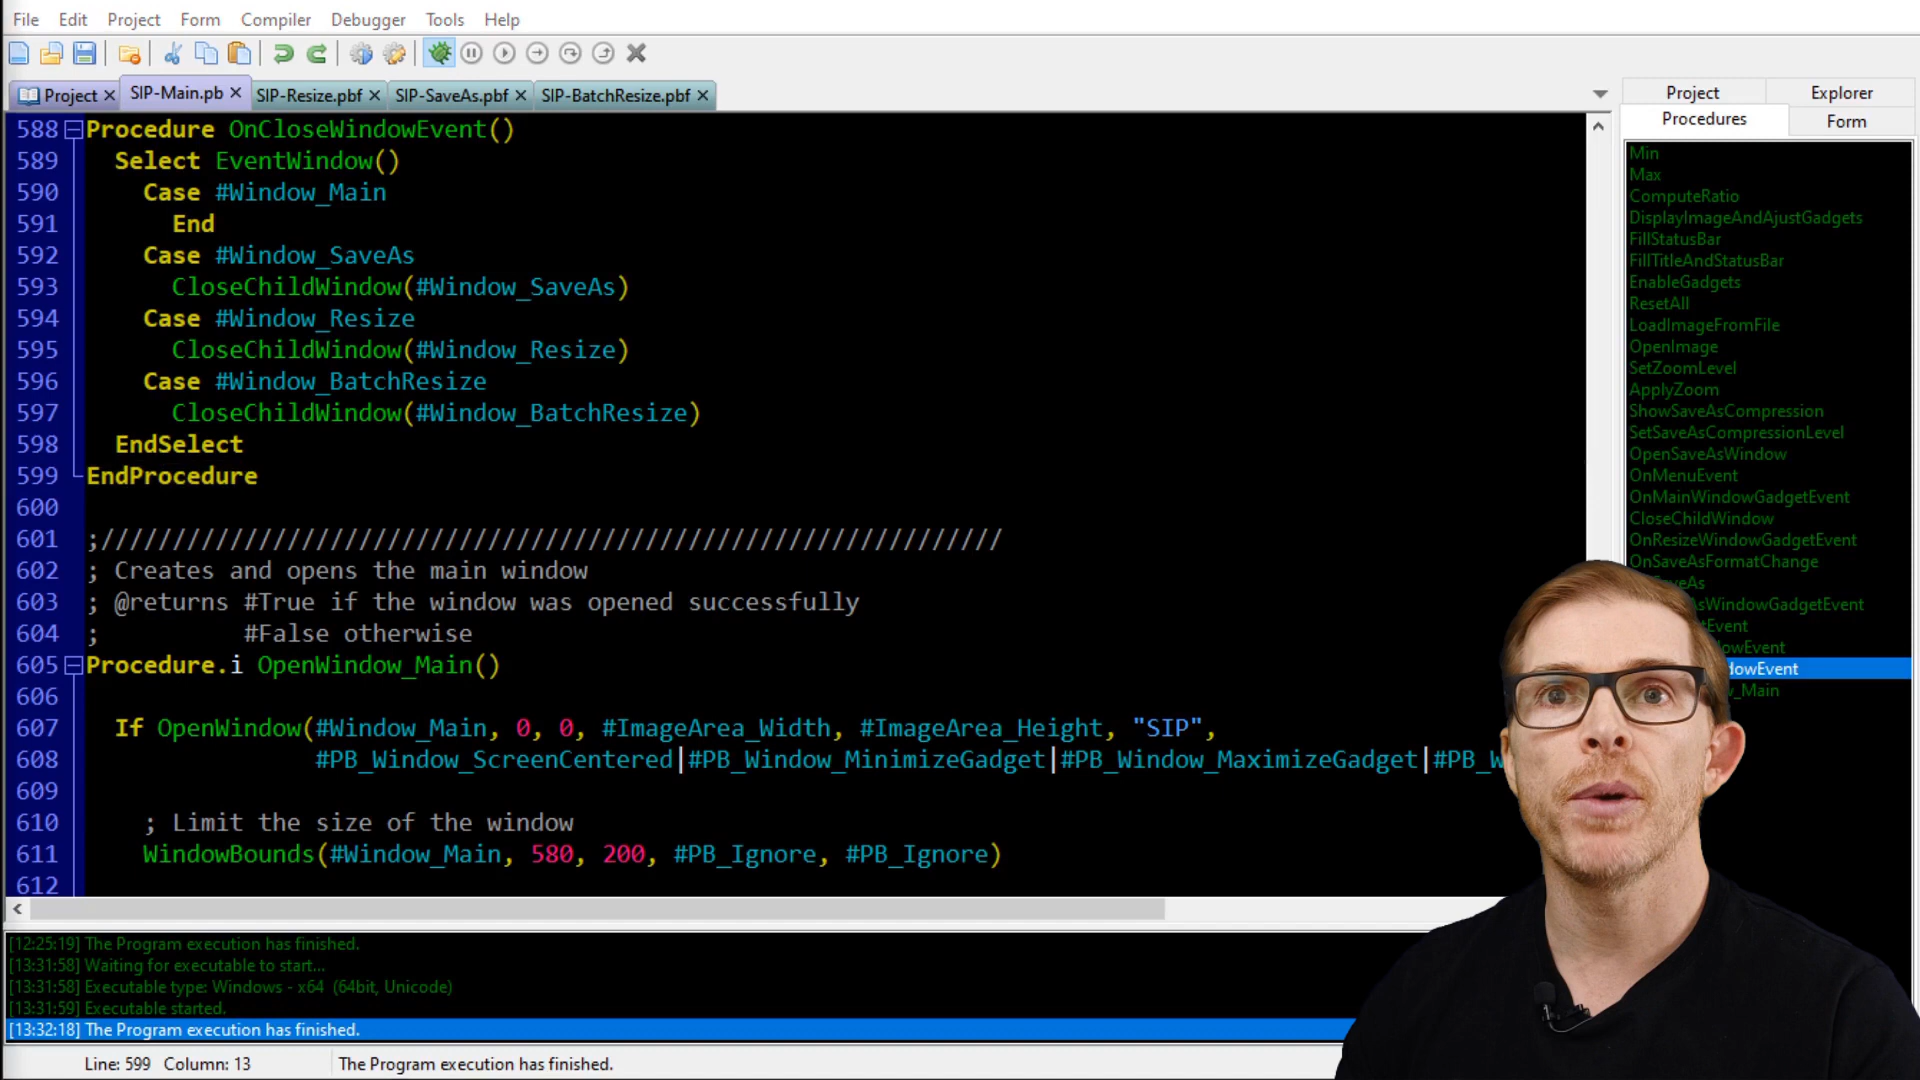 File Edit Project Form Compiler Debugger Tools Help
Project SIP-Main.pb SIP-Resize.pbf SIP-SaveAs.pbf SIP-BatchResize.pbf
588 Procedure OnCloseWindowEvent()
589 Select EventWindow()
590 Case #Window_Main
591 End
592 Case #Window_SaveAs
593 CloseChildWindow(#Window_SaveAs)
594 Case #Window_Resize
595 CloseChildWindow(#Window_Resize)
596 Case #Window_BatchResize
597 CloseChildWindow(#Window_BatchResize)
598 EndSelect
599 EndProcedure
600
601 ;///////////////////////////////////////////////////////////////
602 ; Creates and opens the main window
603 ; @returns #True if the window was opened successfully
604 ; #False otherwise
605 Procedure.i OpenWindow_Main()
606
607 If OpenWindow(#Window_Main, 0, 0, #ImageArea_Width, #ImageArea_Height, "SIP",
608 #PB_Window_ScreenCentered|#PB_Window_MinimizeGadget|#PB_Window_MaximizeGadget|#PB_W
609
610 ; Limit the size of the window
611 WindowBounds(#Window_Main, 580, 200, #PB_Ignore, #PB_Ignore)
612
[12:25:19] The Program execution has finished.
[13:31:58] Waiting for executable to start...
[13:31:58] Executable type: Windows - x64 (64bit, Unicode)
[13:31:59] Executable started.
[13:32:18] The Program execution has finished.
Line: 599 Column: 13 The Program execution has finished.
Project Explorer
Procedures Form
Min
Max
ComputeRatio
DisplayImageAndAjustGadgets
FillStatusBar
FillTitleAndStatusBar
EnableGadgets
ResetAll
LoadImageFromFile
OpenImage
SetZoomLevel
ApplyZoom
ShowSaveAsCompression
SetSaveAsCompressionLevel
OpenSaveAsWindow
OnMenuEvent
OnMainWindowGadgetEvent
CloseChildWindow
OnResizeWindowGadgetEvent
OnSaveAsFormatChange
As
AsWindowGadgetEvent
tEvent
dowEvent
dowEvent
_Main